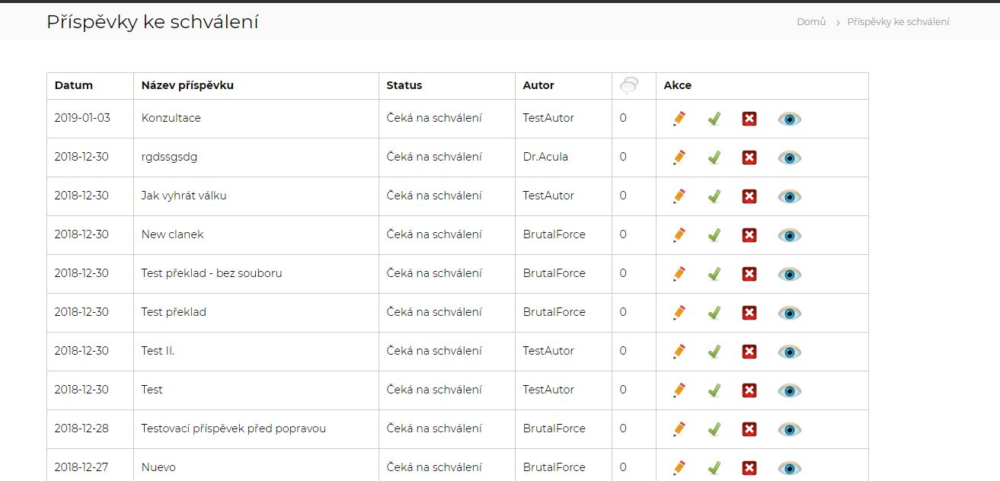 Příspěvky ke schválení
Domů › Příspěvky ke schválení
Datum Název příspěvku Status Autor Akce
2019-01-03 Konzultace Čeká na schválení TestAutor 0
2018-12-30 rgdssgsdg Čeká na schválení Dr.Acula 0
2018-12-30 Jak vyhrát válku Čeká na schválení TestAutor 0
2018-12-30 New clanek Čeká na schválení BrutalForce 0
2018-12-30 Test překlad - bez souboru Čeká na schválení BrutalForce 0
2018-12-30 Test překlad Čeká na schválení BrutalForce 0
2018-12-30 Test II. Čeká na schválení TestAutor 0
2018-12-30 Test Čeká na schválení TestAutor 0
2018-12-28 Testovací příspěvek před popravou Čeká na schválení BrutalForce 0
2018-12-27 Nuevo Čeká na schválení BrutalForce 0